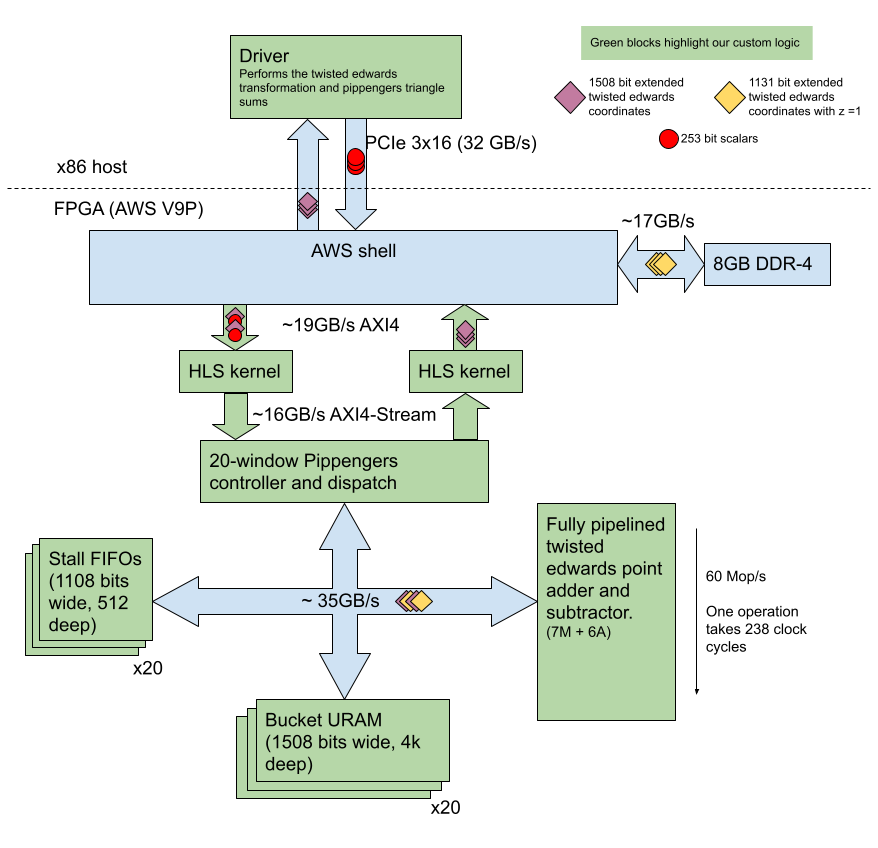 Driver
Performs the twisted edwards
transformation and pippengers triangle
sums
Green blocks highlight our custom logic
1508 bit extended
twisted edwards
coordinates
1131 bit extended
twisted edwards
coordinates with z =1
253 bit scalars
PCIe 3x16 (32 GB/s)
x86 host
FPGA (AWS V9P)
AWS shell
~17GB/s
8GB DDR-4
~19GB/s AXI4
HLS kernel
HLS kernel
~16GB/s AXI4-Stream
20-window Pippengers
controller and dispatch
Stall FIFOs
(1108 bits
wide, 512
deep)
x20
~ 35GB/s
Fully pipelined
twisted
edwards point
adder and
subtractor.
(7M + 6A)
60 Mop/s
One operation
takes 238 clock
cycles
Bucket URAM
(1508 bits wide, 4k
deep)
x20